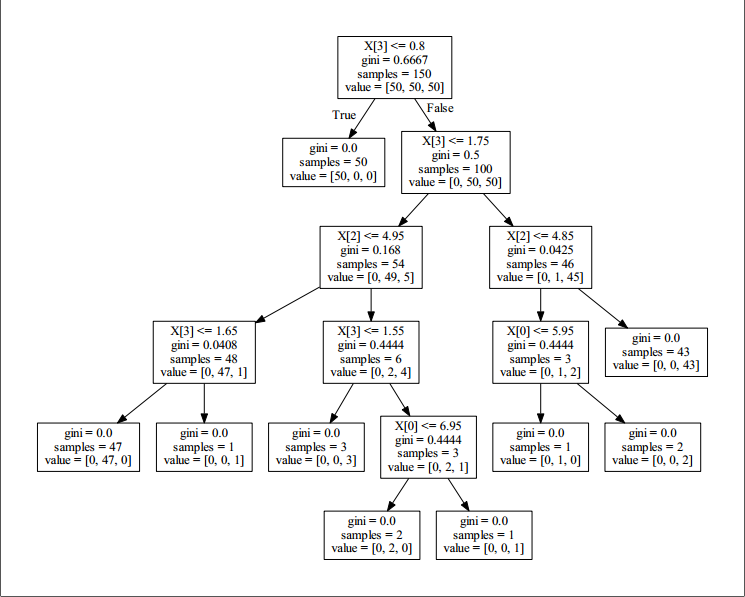 X[3] <= 0.8
gini = 0.6667
samples = 150
value = [50, 50, 50]
True
False
gini = 0.0
samples = 50
value = [50, 0, 0]
X[3] <= 1.75
gini = 0.5
samples = 100
value = [0, 50, 50]
X[2] <= 4.95
gini = 0.168
samples = 54
value = [0, 49, 5]
X[2] <= 4.85
gini = 0.0425
samples = 46
value = [0, 1, 45]
X[3] <= 1.65
gini = 0.0408
samples = 48
value = [0, 47, 1]
X[3] <= 1.55
gini = 0.4444
samples = 6
value = [0, 2, 4]
X[0] <= 5.95
gini = 0.4444
samples = 3
value = [0, 1, 2]
gini = 0.0
samples = 43
value = [0, 0, 43]
gini = 0.0
samples = 47
value = [0, 47, 0]
gini = 0.0
samples = 1
value = [0, 0, 1]
gini = 0.0
samples = 3
value = [0, 0, 3]
X[0] <= 6.95
gini = 0.4444
samples = 3
value = [0, 2, 1]
gini = 0.0
samples = 1
value = [0, 1, 0]
gini = 0.0
samples = 2
value = [0, 0, 2]
gini = 0.0
samples = 2
value = [0, 2, 0]
gini = 0.0
samples = 1
value = [0, 0, 1]